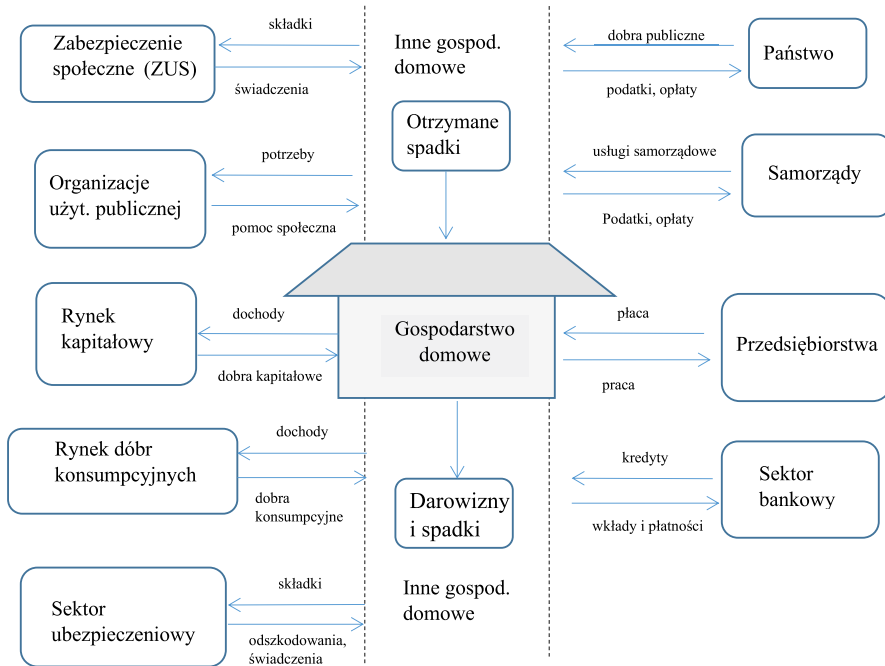 składki
Zabezpieczenie
społeczne (ZUS)
świadczenia
Inne gospod.
domowe
dobra publiczne
Państwo
podatki, opłaty
Otrzymane
spadki
potrzeby
Organizacje
użyt. publicznej
pomoc społeczna
usługi samorządowe
Samorządy
Podatki, opłaty
Rynek
kapitałowy
dochody
dobra kapitałowe
Gospodarstwo
domowe
płaca
Przedsiębiorstwa
praca
Rynek dóbr
konsumpcyjnych
dochody
dobra
konsumpcyjne
Darowizny
i spadki
kredyty
Sektor
bankowy
wkłady i płatności
Sektor
ubezpieczeniowy
składki
odszkodowania,
świadczenia
Inne gospod.
domowe